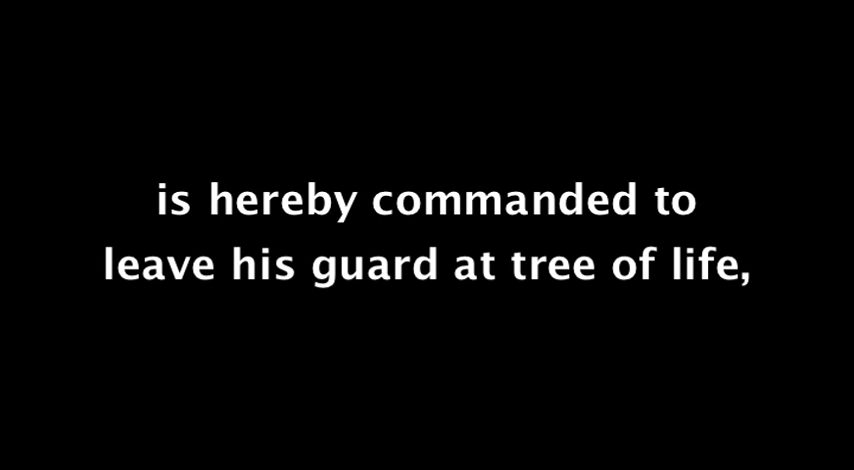 is hereby commanded to
leave his guard at tree of life,